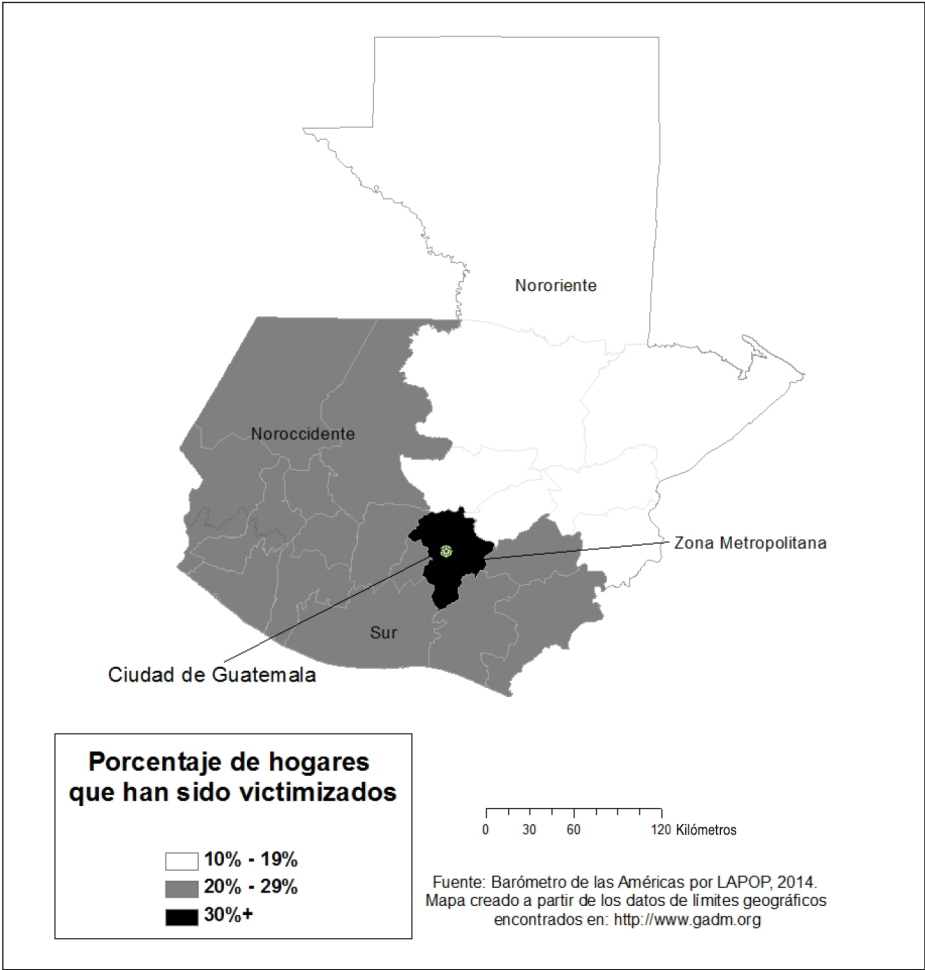 Nororiente
Noroccidente
Zona Metropolitana
Sur
Ciudad de Guatemala
Porcentaje de hogares
que han sido victimizados
10% - 19%
20% - 29%
30%+
0 30 60 120 Kilómetros
Fuente: Barómetro de las Américas por LAPOP, 2014.
Mapa creado a partir de los datos de límites geográficos
encontrados en: http://www.gadm.org